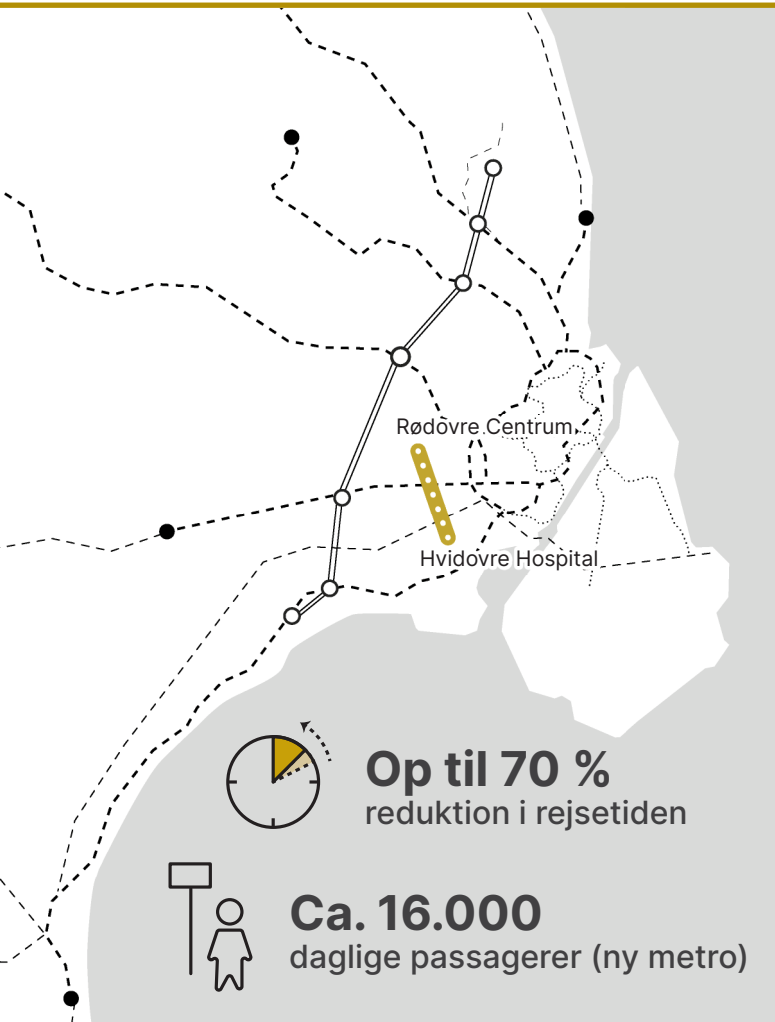 Rødovre Centrum
Hvidovre Hospital
Op til 70 %
reduktion i rejsetiden
Ca. 16.000
daglige passagerer (ny metro)